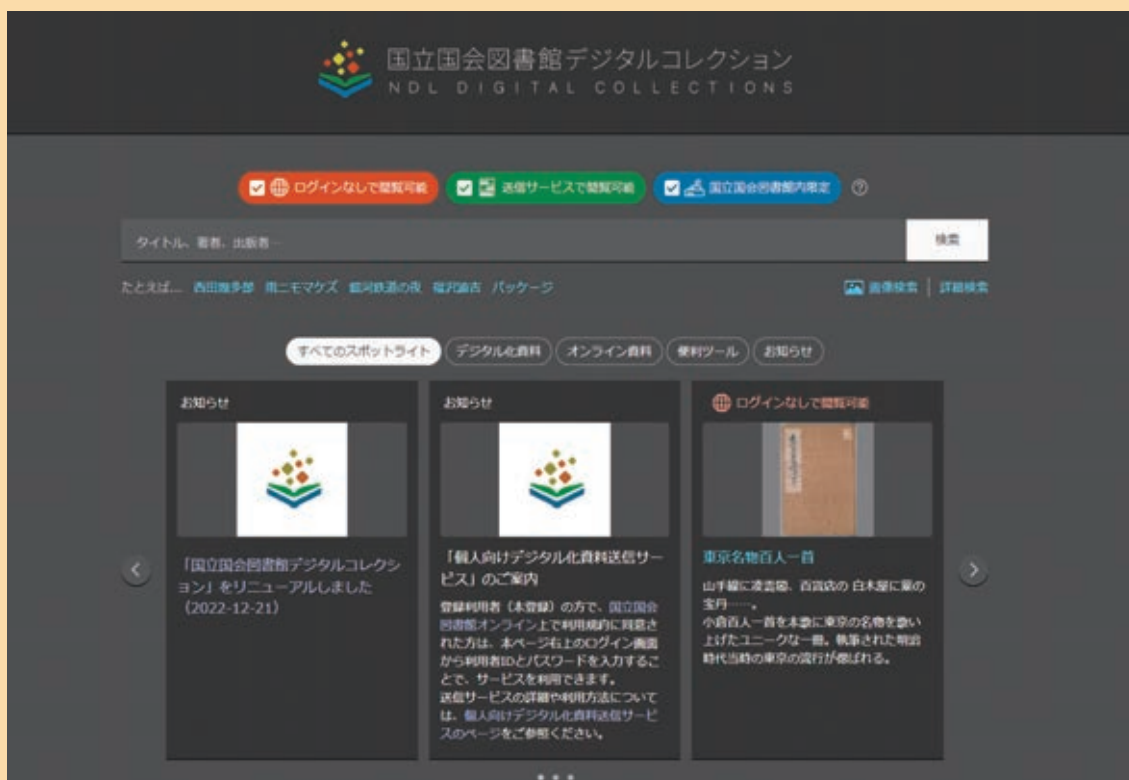 国立国会図書館デジタルコレクション
NDL DIGITAL COLLECTIONS
ログインなしで閲覧可能
送信サービスで閲覧可能
国立国会図書館内限定
?
タイトル、著者、出版者…
検索
たとえば... 西田幾多郎 雨ニモマケズ 銀河鉄道の夜 福沢諭吉 パッケージ
画像検索 | 詳細検索
すべてのスポットライト
デジタル化資料
オンライン資料
便利ツール
お知らせ
お知らせ
「国立国会図書館デジタルコレクシ
ョン」をリニューアルしました
(2022-12-21)
お知らせ
「個人向けデジタル化資料送信サー
ビス」のご案内
登録利用者(本登録)の方で、国立国会
図書館オンライン上で利用規約に同意さ
れた方は、本ページ右上のログイン画面
から利用者IDとパスワードを入力するこ
とで、サービスを利用できます。
送信サービスの詳細や利用方法について
は、個人向けデジタル化資料送信サービ
スのページをご参照ください。
ログインなしで閲覧可能
東京名物百人一首
山手線に凌雲閣、百貨店の白木屋に薬の
宝丹……。
小倉百人一首を本歌に東京の名物を歌い
上げたユニークな一冊。執筆された明治
時代当時の東京の流行が偲ばれる。